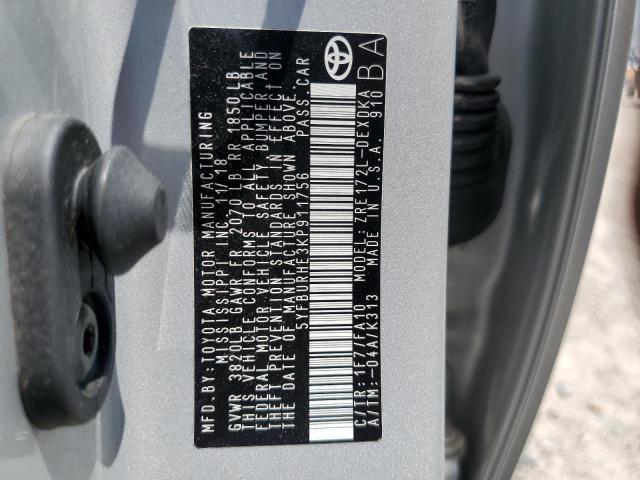 MFD.BY:TOYOTA MOTOR MANUFACTURING
MISSISSIPPI INC 11/18
GVWR 3820LB GAWR FR 2070 LB RR 1850LB
THIS VEHICLE CONFORMS TO ALL APPLICABLE
FEDERAL MOTOR VEHICLE SAFETY, BUMPER AND
THEFT PREVENTION STANDARDS IN EFFECT ON
THE DATE OF MANUFACTURE SHOWN ABOVE.
5YFBURHE3KP911756 PASS.CAR
C/TR:1F7/FA10 MODEL:ZRE172L-DEXDKA
A/TM:-04A/K313 MADE IN U.S.A. 910
BA